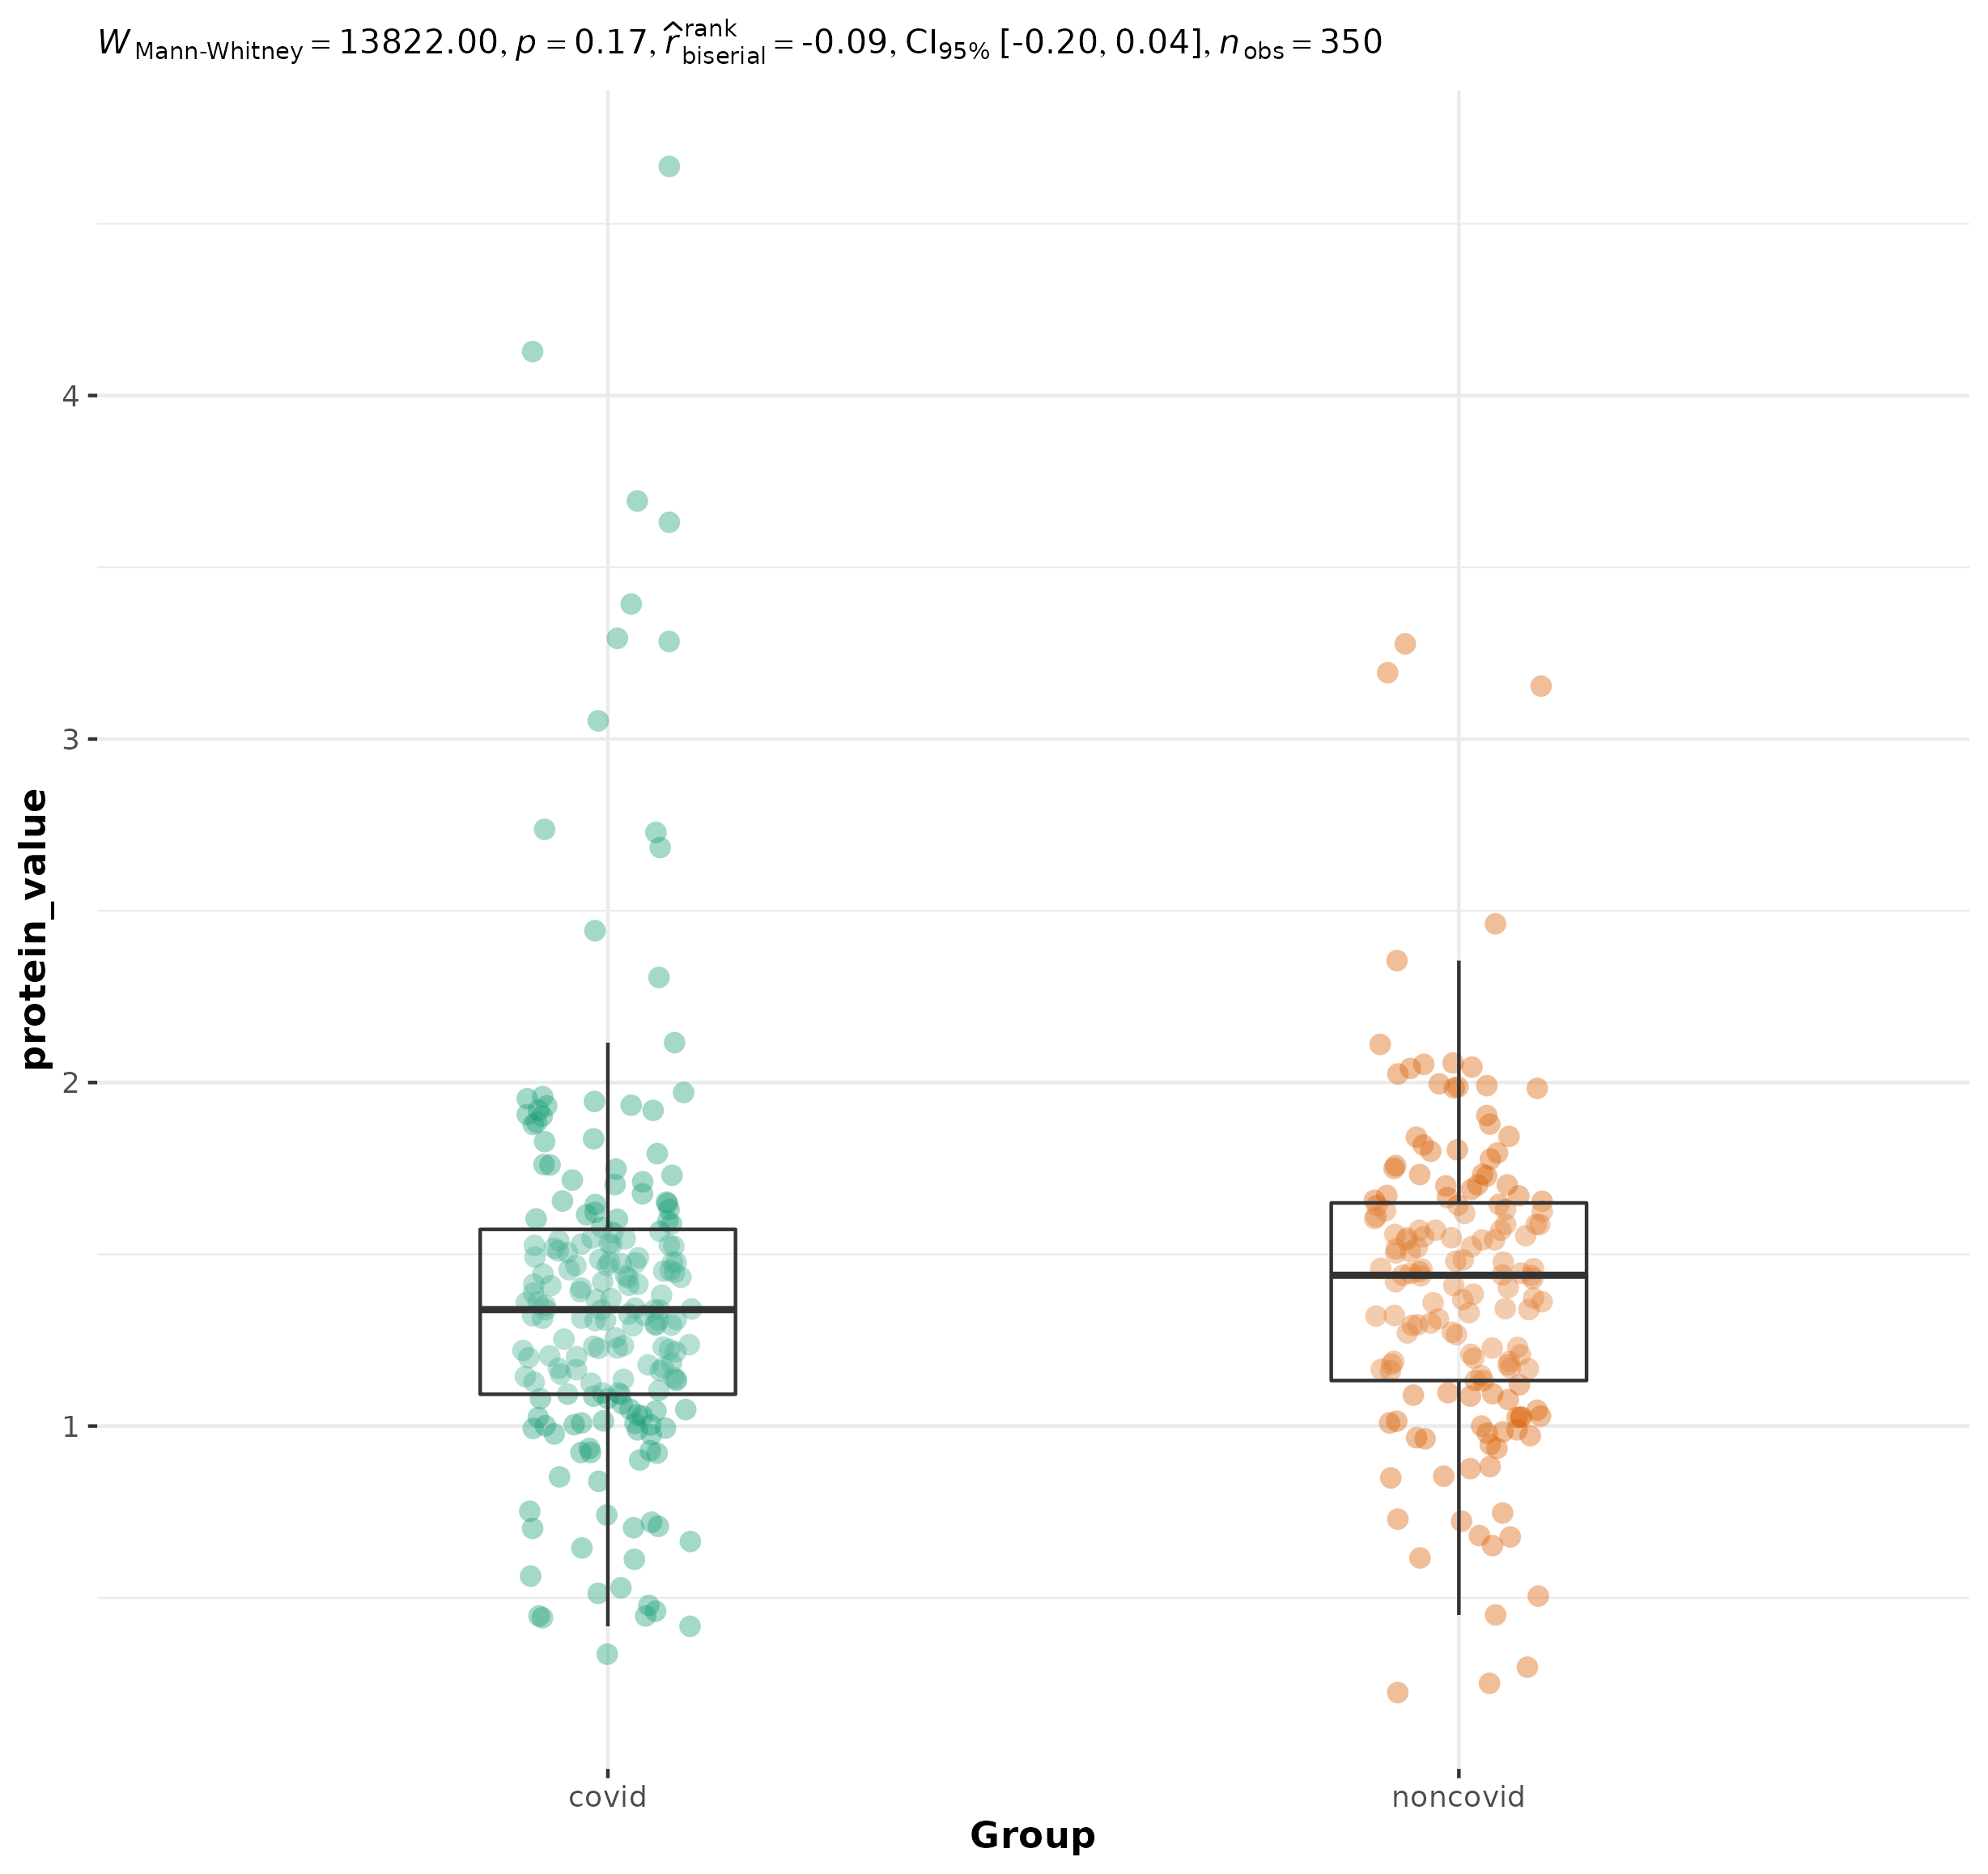 W Mann-Whitney = 13822.00, p = 0.17, r̂ rank biserial = -0.09, CI95% [-0.20, 0.04], n obs = 350
4
3
2
1
protein_value
covid noncovid
Group